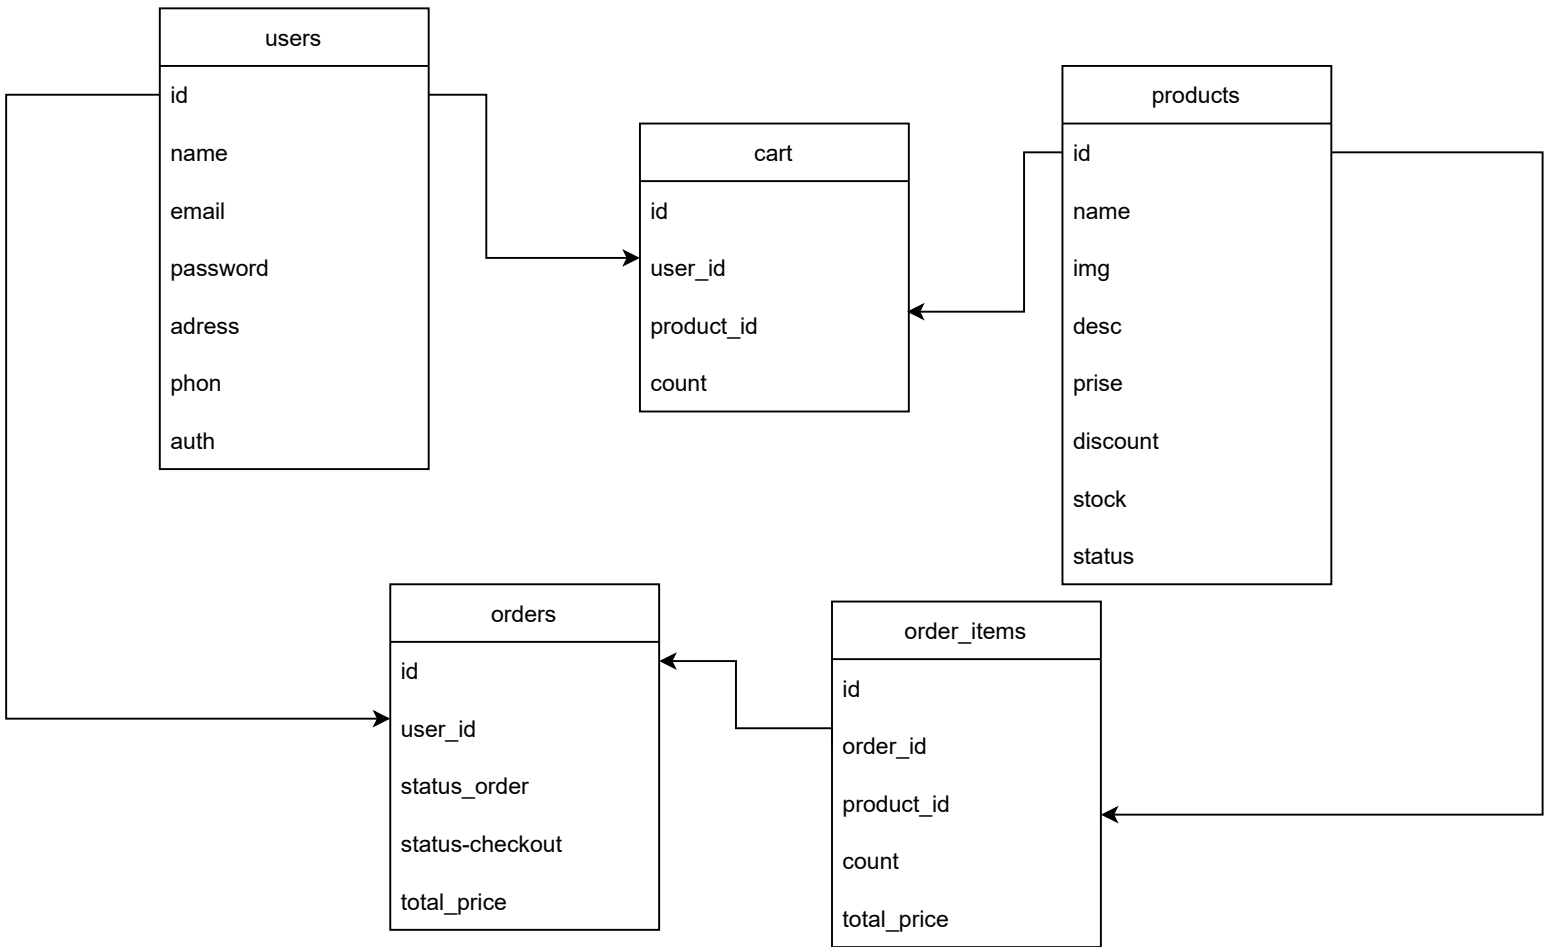 users
id
name
email
password
adress
phon
auth
cart
id
user_id
product_id
count
products
id
name
img
desc
prise
discount
stock
status
orders
id
user_id
status_order
status-checkout
total_price
order_items
id
order_id
product_id
count
total_price